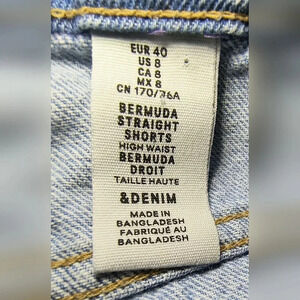 EUR 40
US 8
CA 8
MX 8
CN 170/76A
BERMUDA
STRAIGHT
SHORTS
HIGH WAIST
BERMUDA
DROIT
TAILLE HAUTE
&DENIM
MADE IN
BANGLADESH
FABRIQUÉ AU
BANGLADESH